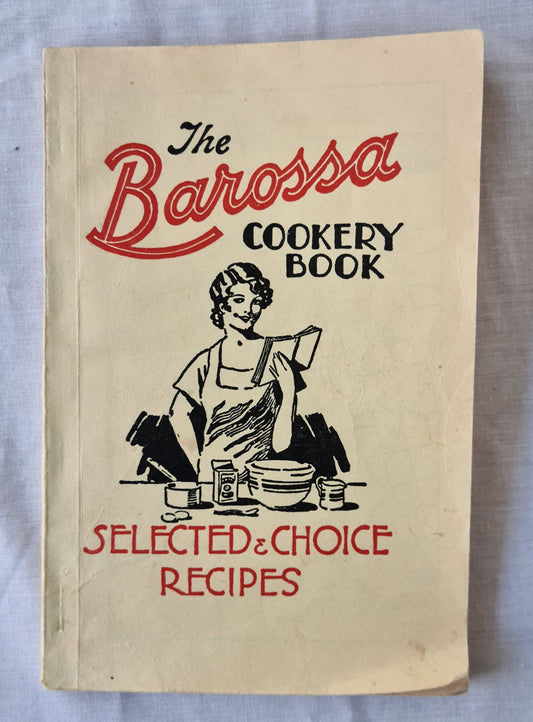 The
Barossa
COOKERY
BOOK
SELECTED & CHOICE
RECIPES